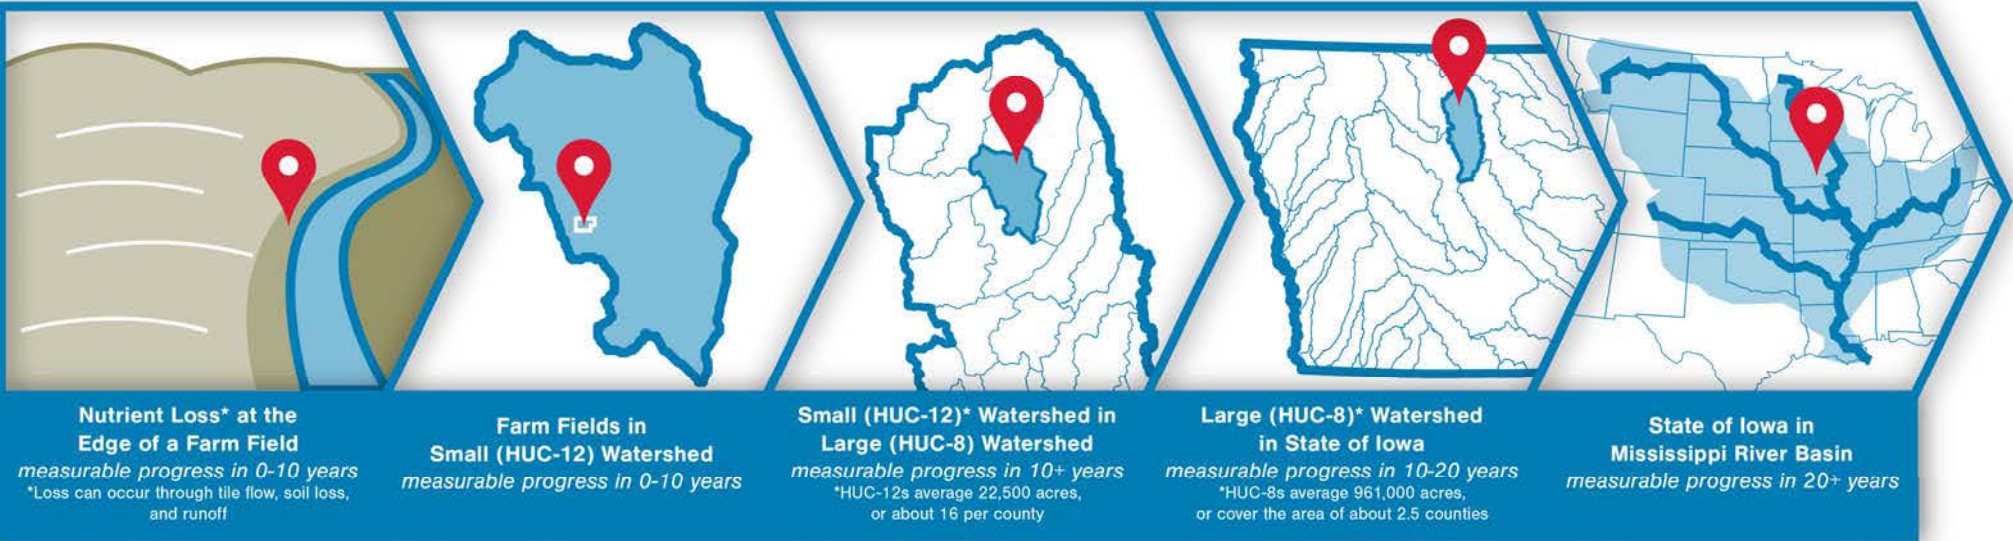 Nutrient Loss* at the
Edge of a Farm Field
measurable progress in 0-10 years
*Loss can occur through tile flow, soil loss,
and runoff
Farm Fields in
Small (HUC-12) Watershed
measurable progress in 0-10 years
Small (HUC-12)* Watershed in
Large (HUC-8) Watershed
measurable progress in 10+ years
*HUC-12s average 22,500 acres,
or about 16 per county
Large (HUC-8)* Watershed
in State of Iowa
measurable progress in 10-20 years
*HUC-8s average 961,000 acres,
or cover the area of about 2.5 counties
State of Iowa in
Mississippi River Basin
measurable progress in 20+ years